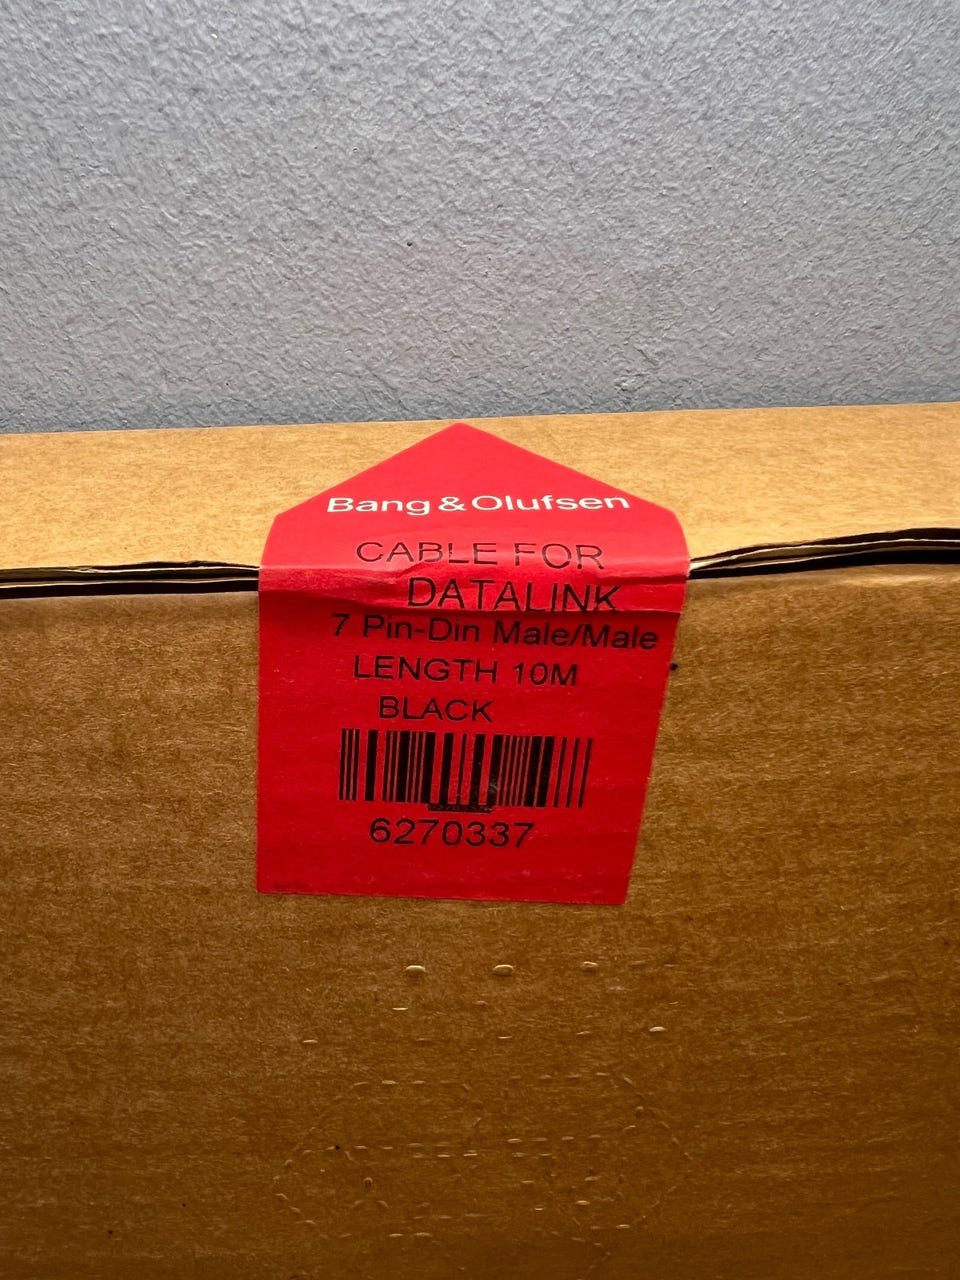 Bang & Olufsen
CABLE FOR
DATALINK
7 Pin-Din Male/Male
LENGTH 10M
BLACK
6270337